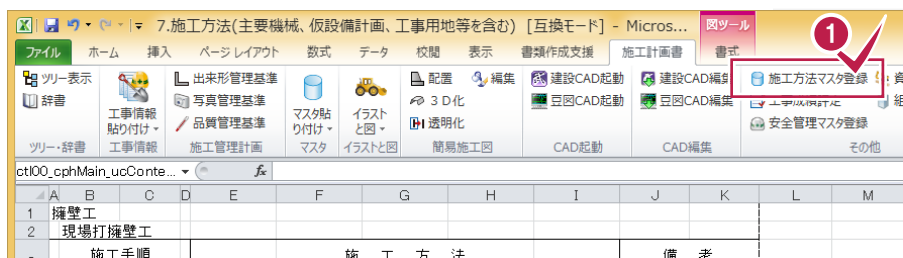 7.施工方法(主要機械、仮設備計画、工事用地等を含む) [互換モード] - Micros...
図ツール
1
ファイル ホーム 挿入 ページ レイアウト 数式 データ 校閲 表示 書類作成支援 施工計画書 書式
ツリー表示 出来形管理基準 配置 編集 建設CAD起動 建設CAD編集 施工方法マスタ登録
辞書 写真管理基準 3D化 豆図CAD起動 豆図CAD編集 工事成績評定
工事情報 貼り付け 品質管理基準 マスタ貼り付け イラストと図 透明化 安全管理マスタ登録
ツリー・辞書 工事情報 施工管理計画 マスタ イラストと図 簡易施工図 CAD起動 CAD編集 その他
ctl00_cphMain_ucConte... fx
A B C D E F G H I J K L M
1 擁壁工
2 現場打擁壁工
施工手順 施 工 方 法 備 考